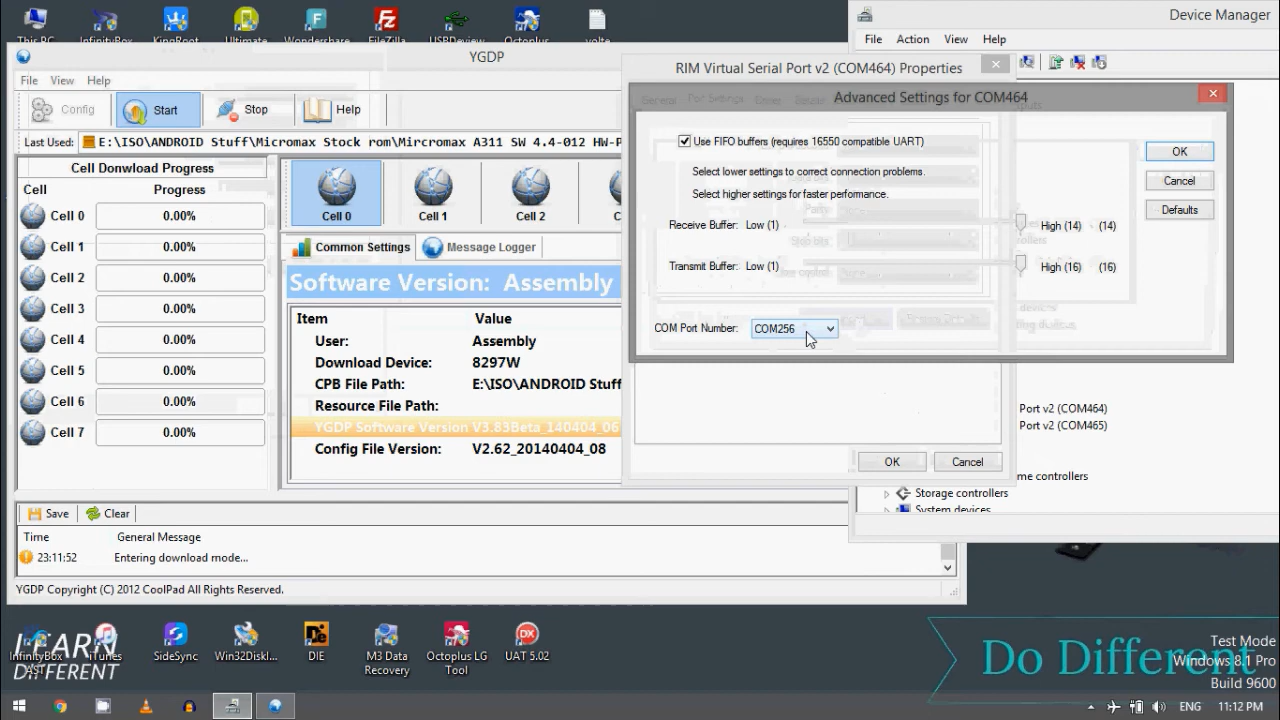 This PC
InfinityBox
KingRoot
Ultimate
Wondershare
FileZilla
USBDeview
Octoplus
volte
Device Manager
File Action View Help
YGDP
File View Help
Config Start Stop Help
Last Used: E:\ISO\ANDROID Stuff\Micromax Stock rom\Mircromax A311 SW 4.4-012 HW-P
Cell Donwload Progress
Cell Progress
Cell 0 0.00%
Cell 1 0.00%
Cell 2 0.00%
Cell 3 0.00%
Cell 4 0.00%
Cell 5 0.00%
Cell 6 0.00%
Cell 7 0.00%
Cell 0
Cell 1
Cell 2
Common Settings Message Logger
Software Version: Assembly
Item Value
User: Assembly
Download Device: 8297W
CPB File Path: E:\ISO\ANDROID Stuff
Resource File Path:
YGDP Software Version V3.83Beta_140404_06
Config File Version: V2.62_20140404_08
Save Clear
Time General Message
23:11:52 Entering download mode...
YGDP Copyright (C) 2012 CoolPad All Rights Reserved.
RIM Virtual Serial Port v2 (COM464) Properties
Advanced Settings for COM464
Use FIFO buffers (requires 16550 compatible UART)
Select lower settings to correct connection problems.
Select higher settings for faster performance.
Receive Buffer: Low (1) High (14) (14)
Transmit Buffer: Low (1) High (16) (16)
COM Port Number: COM256
OK
Cancel
Defaults
OK Cancel
Port v2 (COM464)
Port v2 (COM465)
me controllers
Storage controllers
System devices
LEARN
DIFFERENT
InfinityBox
iTunes
SideSync
Win32DiskI...
DIE
M3 Data
Recovery
Octoplus LG
Tool
UAT 5.02
Do Different
Test Mode
Windows 8.1 Pro
Build 9600
ENG 11:12 PM